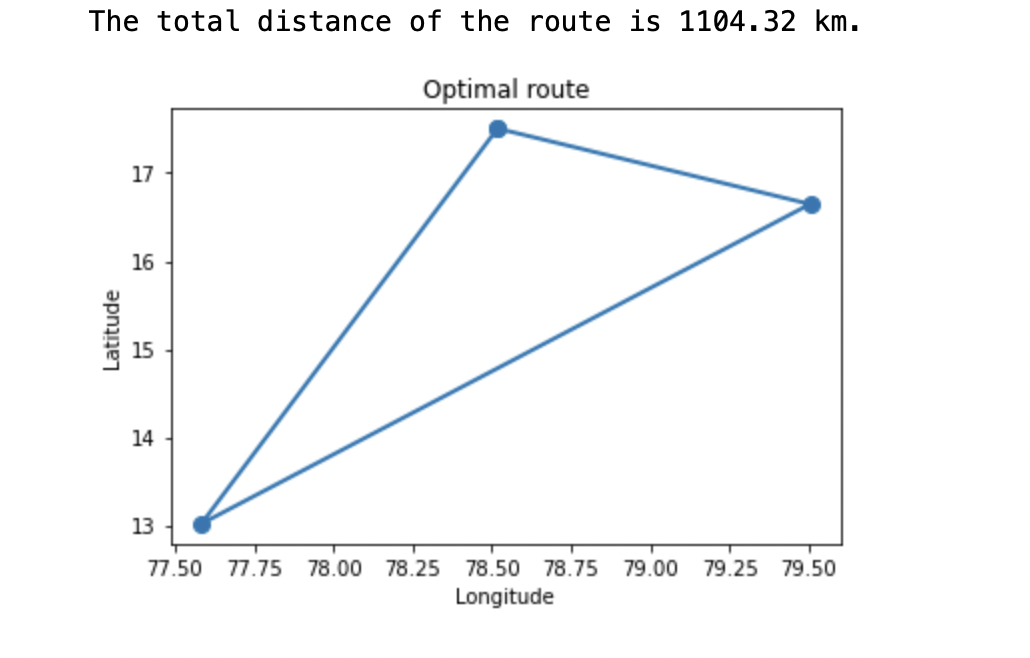 The total distance of the route is 1104.32 km.
Optimal route
17
16
15
14
13
Latitude
77.50 77.75 78.00 78.25 78.50 78.75 79.00 79.25 79.50
Longitude